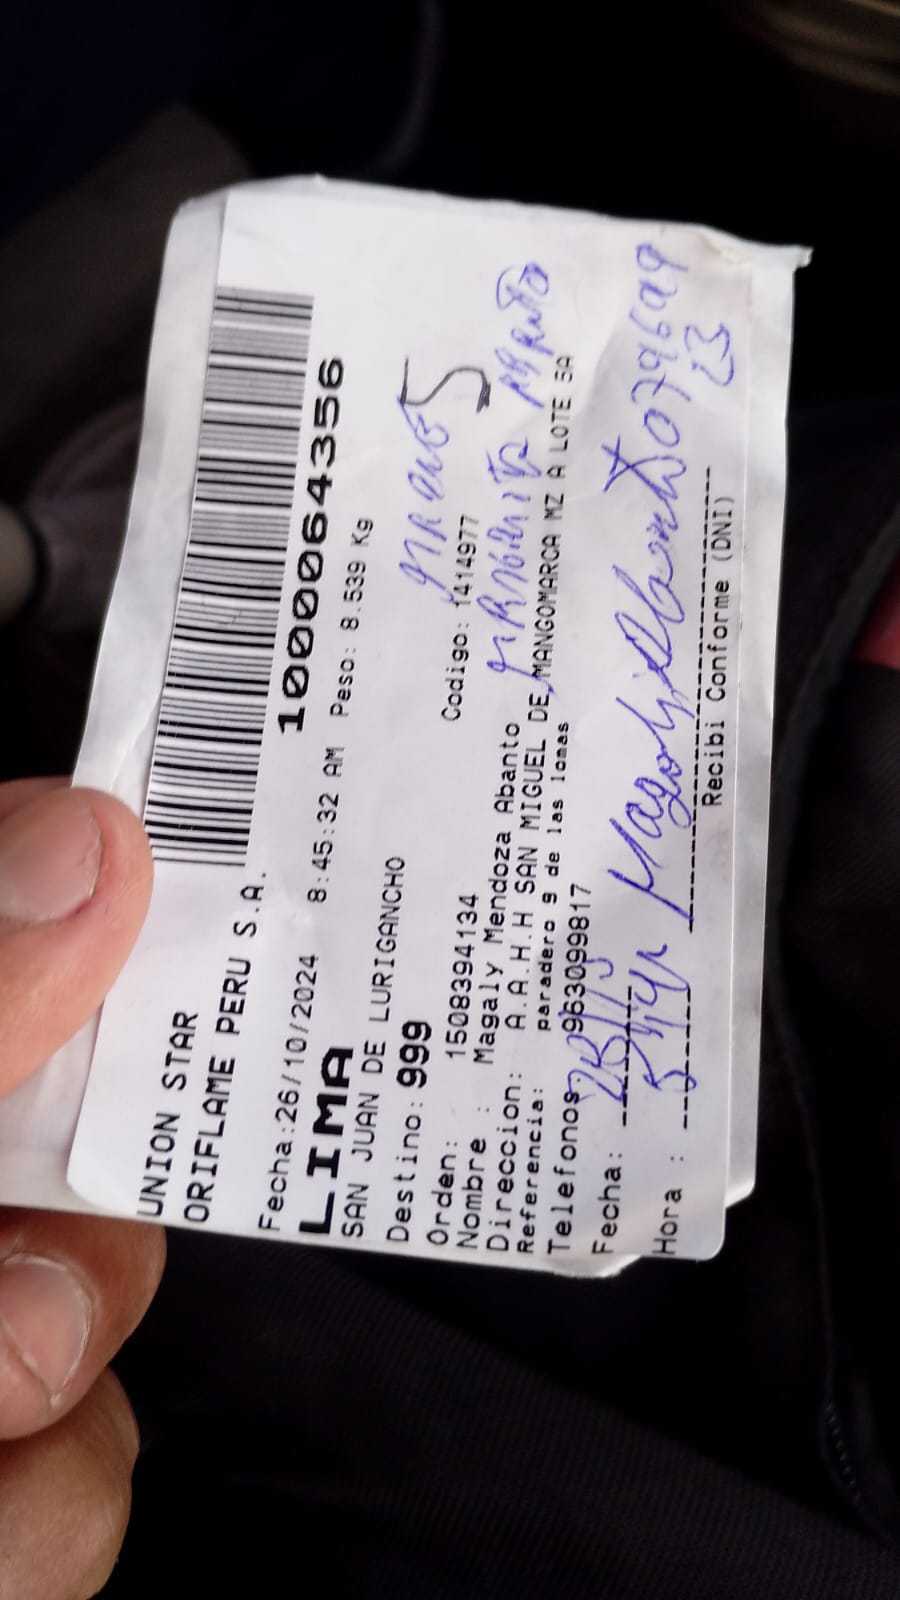 UNION STAR
ORIFLAME PERU S.A.
Fecha:26/10/2024 8:45:32 AM
1000064356
LIMA
Peso: 8.539 Kg
SAN JUAN DE LURIGANCHO
Destino: 999
5
Orden: 1508394134 Codigo: 1414977
Nombre : Magaly Mendoza Abanto
Direccion: A.A.H.H SAN MIGUEL DE MANGOMARCA MZ A LOTE 5A
Referencia: paradero 9 de las lomas
Telefonos: 963099817
Fecha:
Hora :
Recibi Conforme (DNI)